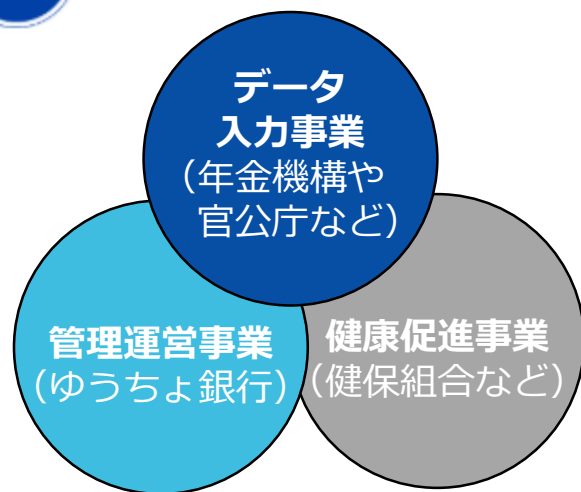 データ
入力事業
（年金機構や
官公庁など）
管理運営事業
（ゆうちょ銀行）
健康促進事業
（健保組合など）